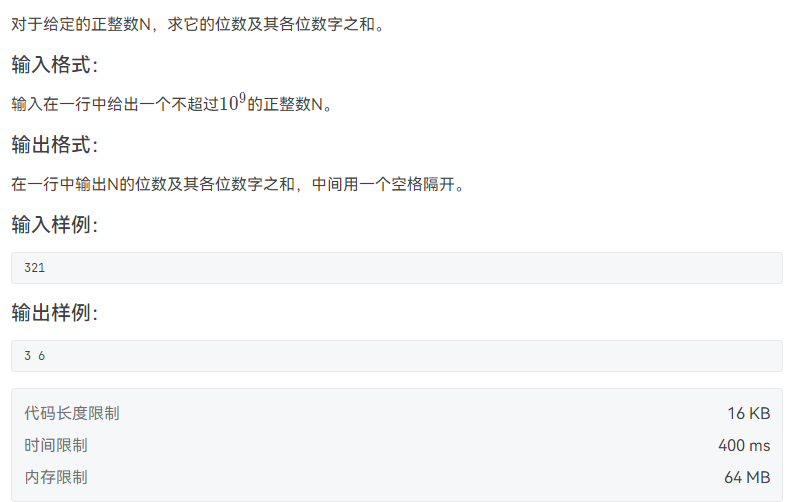 对于给定的正整数N，求它的位数及其各位数字之和。
输入格式：
输入在一行中给出一个不超过10⁹的正整数N。
输出格式：
在一行中输出N的位数及其各位数字之和，中间用一个空格隔开。
输入样例：
321
输出样例：
3 6
代码长度限制 16 KB
时间限制 400 ms
内存限制 64 MB